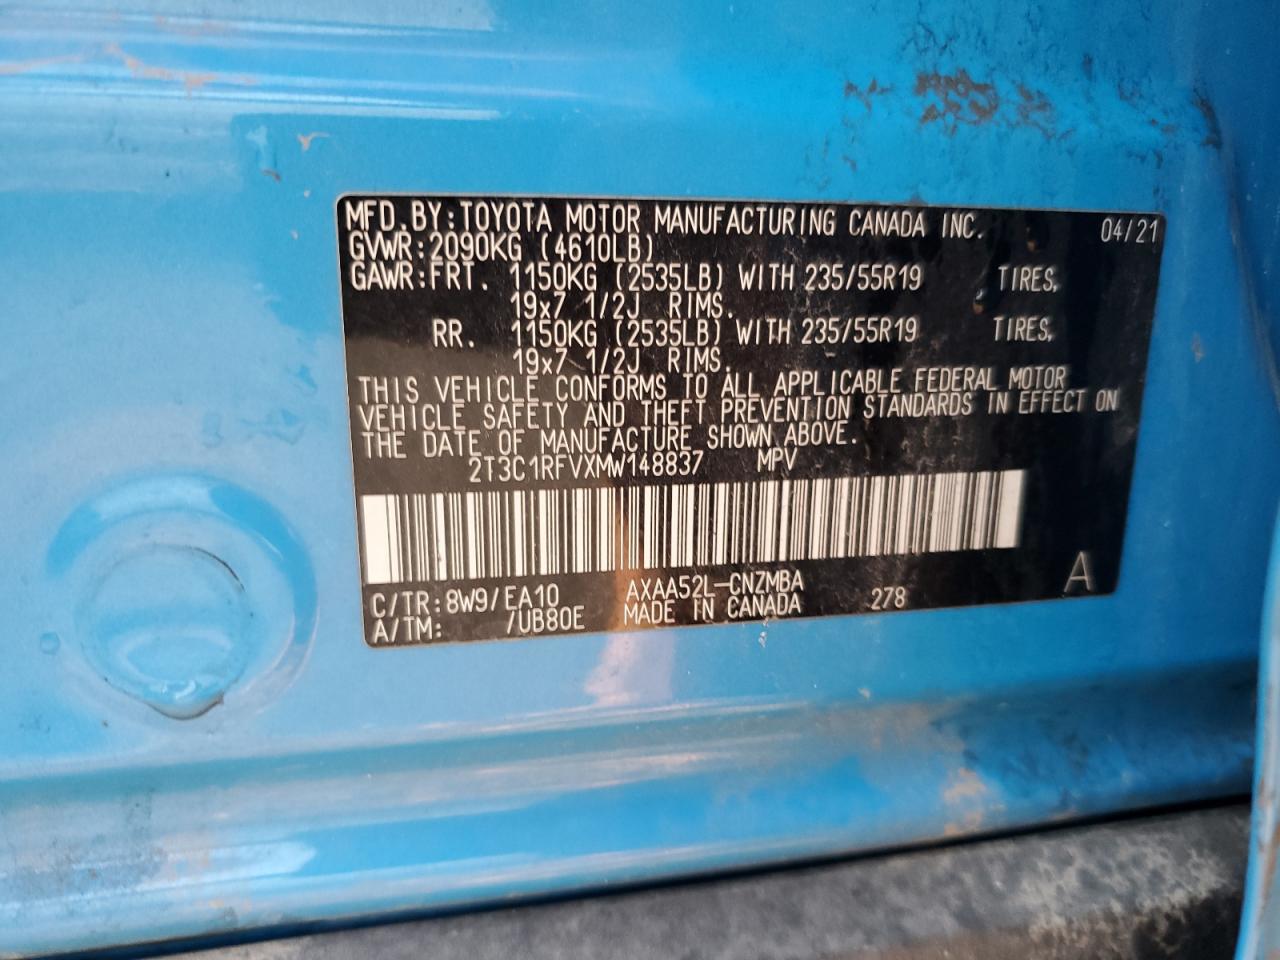 MFD.BY:TOYOTA MOTOR MANUFACTURING CANADA INC. 04/21
GVWR:2090KG (4610LB)
GAWR:FRT. 1150KG (2535LB) WITH 235/55R19 TIRES,
19x7 1/2J RIMS.
RR. 1150KG (2535LB) WITH 235/55R19 TIRES,
19x7 1/2J RIMS.
THIS VEHICLE CONFORMS TO ALL APPLICABLE FEDERAL MOTOR
VEHICLE SAFETY AND THEFT PREVENTION STANDARDS IN EFFECT ON
THE DATE OF MANUFACTURE SHOWN ABOVE.
2T3C1RFVXMW148837 MPV
C/TR:8W9/EA10 AXAA52L-CNZMBA A
A/TM: /UB80E MADE IN CANADA 278